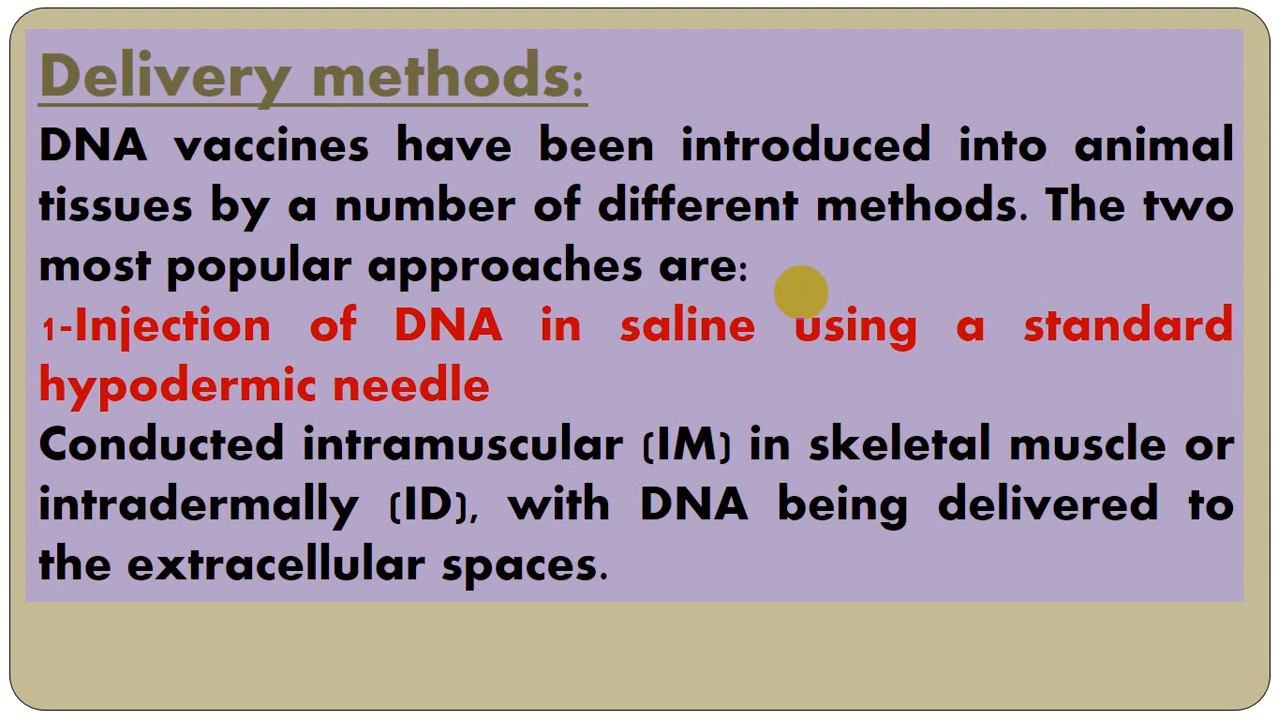 Delivery methods:
DNA vaccines have been introduced into animal
tissues by a number of different methods. The two
most popular approaches are:
1-Injection of DNA in saline using a standard
hypodermic needle
Conducted intramuscular (IM) in skeletal muscle or
intradermally (ID), with DNA being delivered to
the extracellular spaces.